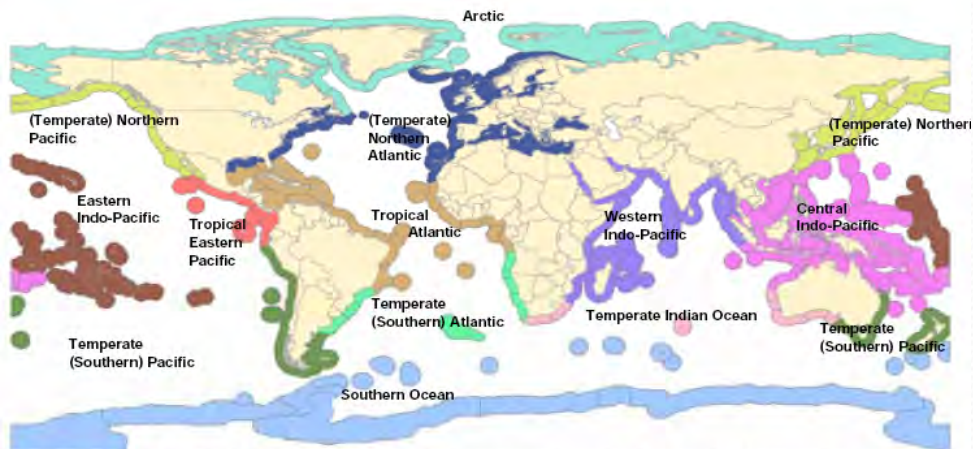 Arctic
(Temperate) Northern
Pacific
(Temperate)
Northern
Atlantic
(Temperate) Northern
Pacific
Eastern
Indo-Pacific
Tropical
Eastern
Pacific
Tropical
Atlantic
Western
Indo-Pacific
Central
Indo-Pacific
Temperate
(Southern) Atlantic
Temperate Indian Ocean
Temperate
(Southern) Pacific
Temperate
(Southern) Pacific
Southern Ocean